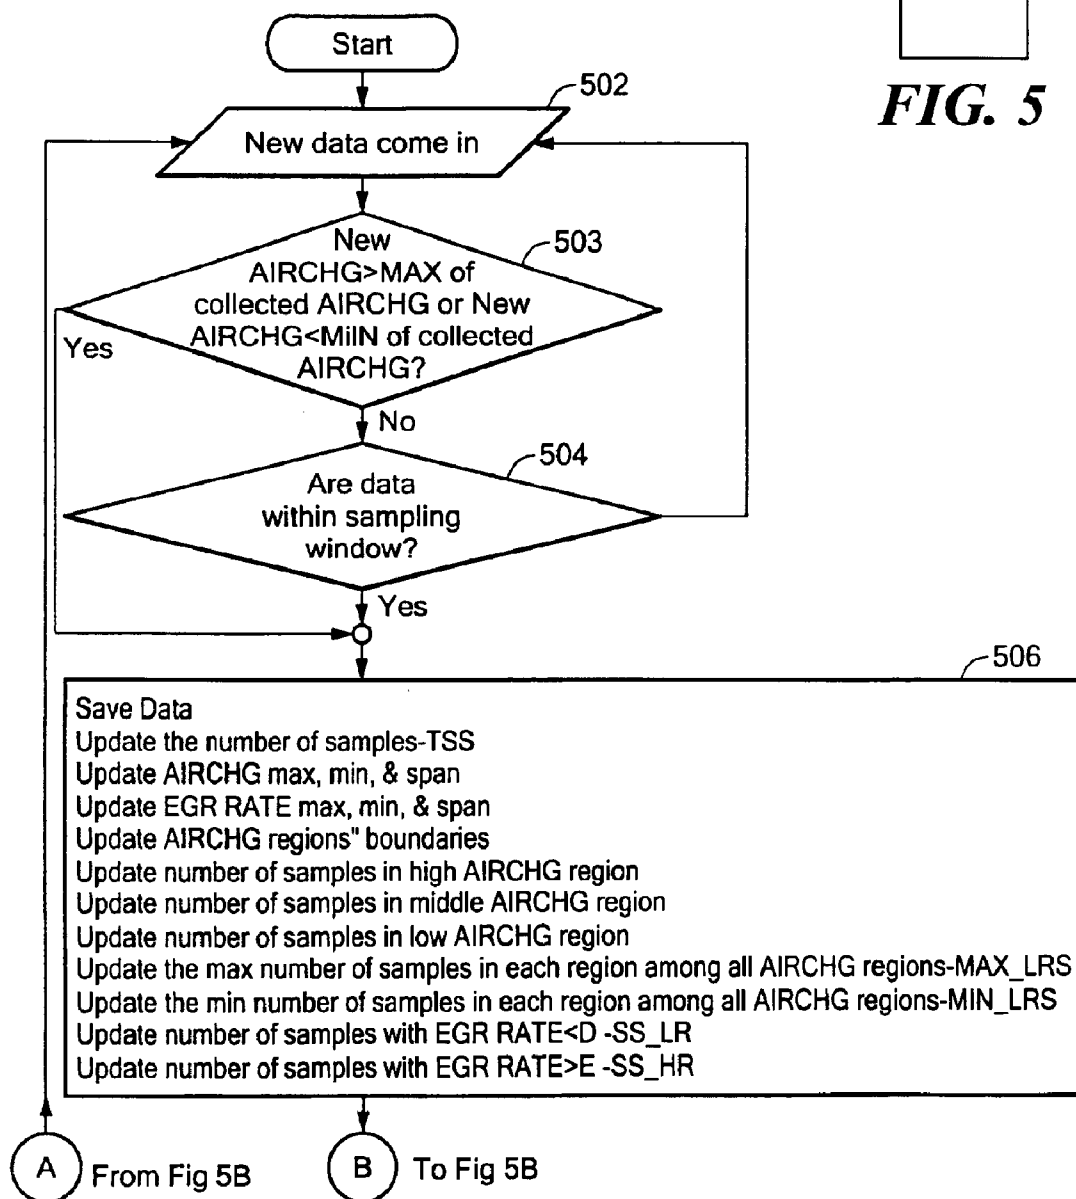 Start
502
New data come in
FIG. 5
New
503
AIRCHG>MAX of
collected AIRCHG or New
AIRCHG<MiIN of collected
AIRCHG?
Yes
No
504
Are data
within sampling
window?
Yes
506
Save Data
Update the number of samples-TSS
Update AIRCHG max, min, & span
Update EGR RATE max, min, & span
Update AIRCHG regions" boundaries
Update number of samples in high AIRCHG region
Update number of samples in middle AIRCHG region
Update number of samples in low AIRCHG region
Update the max number of samples in each region among all AIRCHG regions-MAX_LRS
Update the min number of samples in each region among all AIRCHG regions-MIN_LRS
Update number of samples with EGR RATE<D -SS_LR
Update number of samples with EGR RATE>E -SS_HR
A From Fig 5B
B To Fig 5B